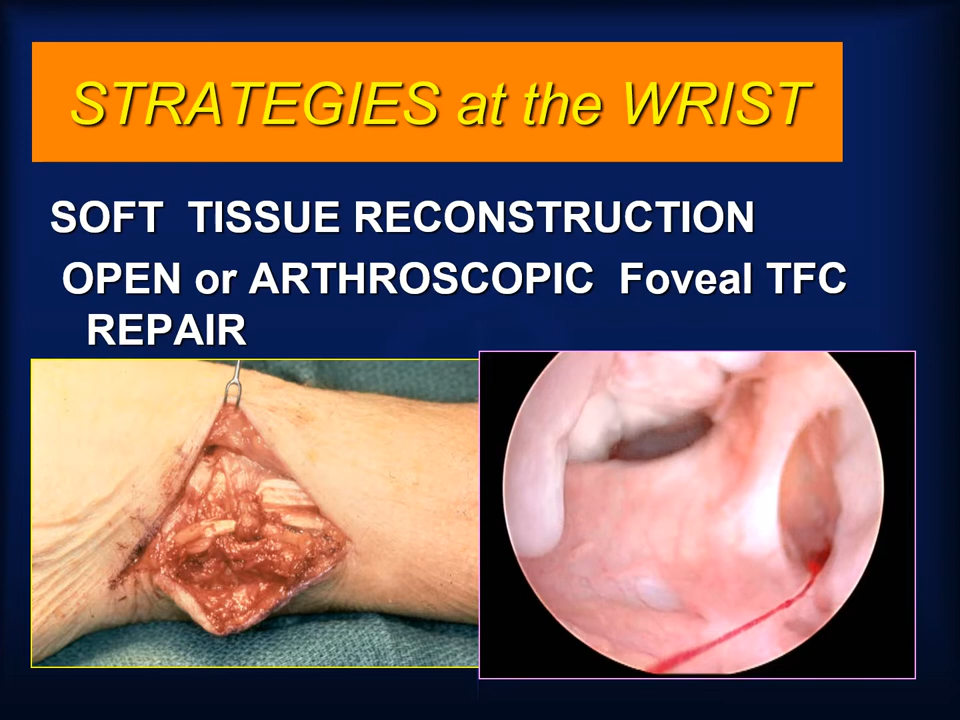 STRATEGIES at the WRIST
SOFT TISSUE RECONSTRUCTION
OPEN or ARTHROSCOPIC Foveal TFC
REPAIR